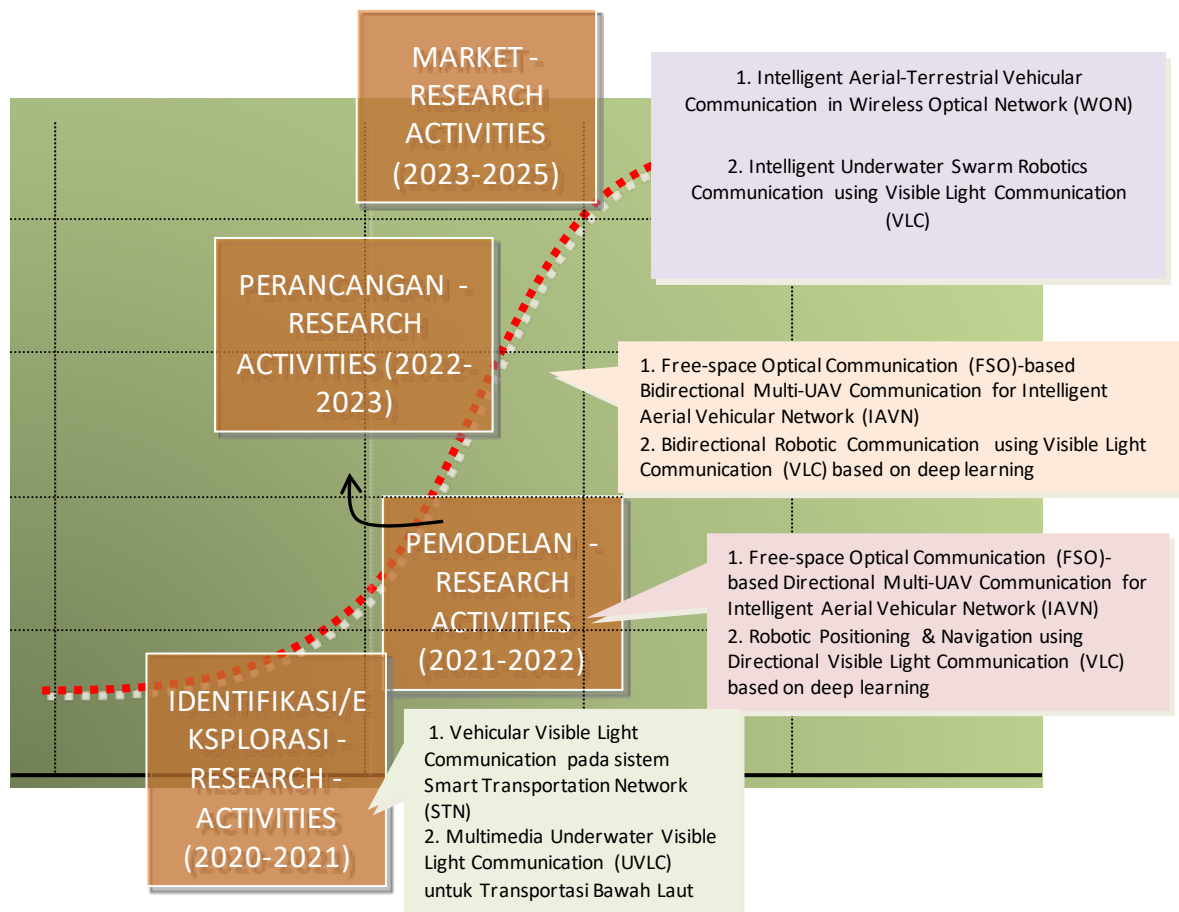 MARKET -
RESEARCH
ACTIVITIES
(2023-2025)
1. Intelligent Aerial-Terrestrial Vehicular
Communication in Wireless Optical Network (WON)
2. Intelligent Underwater Swarm Robotics
Communication using Visible Light Communication
(VLC)
PERANCANGAN -
RESEARCH
ACTIVITIES (2022-
2023)
1. Free-space Optical Communication (FSO)-based
Bidirectional Multi-UAV Communication for Intelligent
Aerial Vehicular Network (IAVN)
2. Bidirectional Robotic Communication using Visible Light
Communication (VLC) based on deep learning
PEMODELAN -
RESEARCH
ACTIVITIES
(2021-2022)
1. Free-space Optical Communication (FSO)-
based Directional Multi-UAV Communication for
Intelligent Aerial Vehicular Network (IAVN)
2. Robotic Positioning & Navigation using
Directional Visible Light Communication (VLC)
based on deep learning
IDENTIFIKASI/E
KSPLORASI -
RESEARCH -
ACTIVITIES
(2020-2021)
1. Vehicular Visible Light
Communication pada sistem
Smart Transportation Network
(STN)
2. Multimedia Underwater Visible
Light Communication (UVLC)
untuk Transportasi Bawah Laut